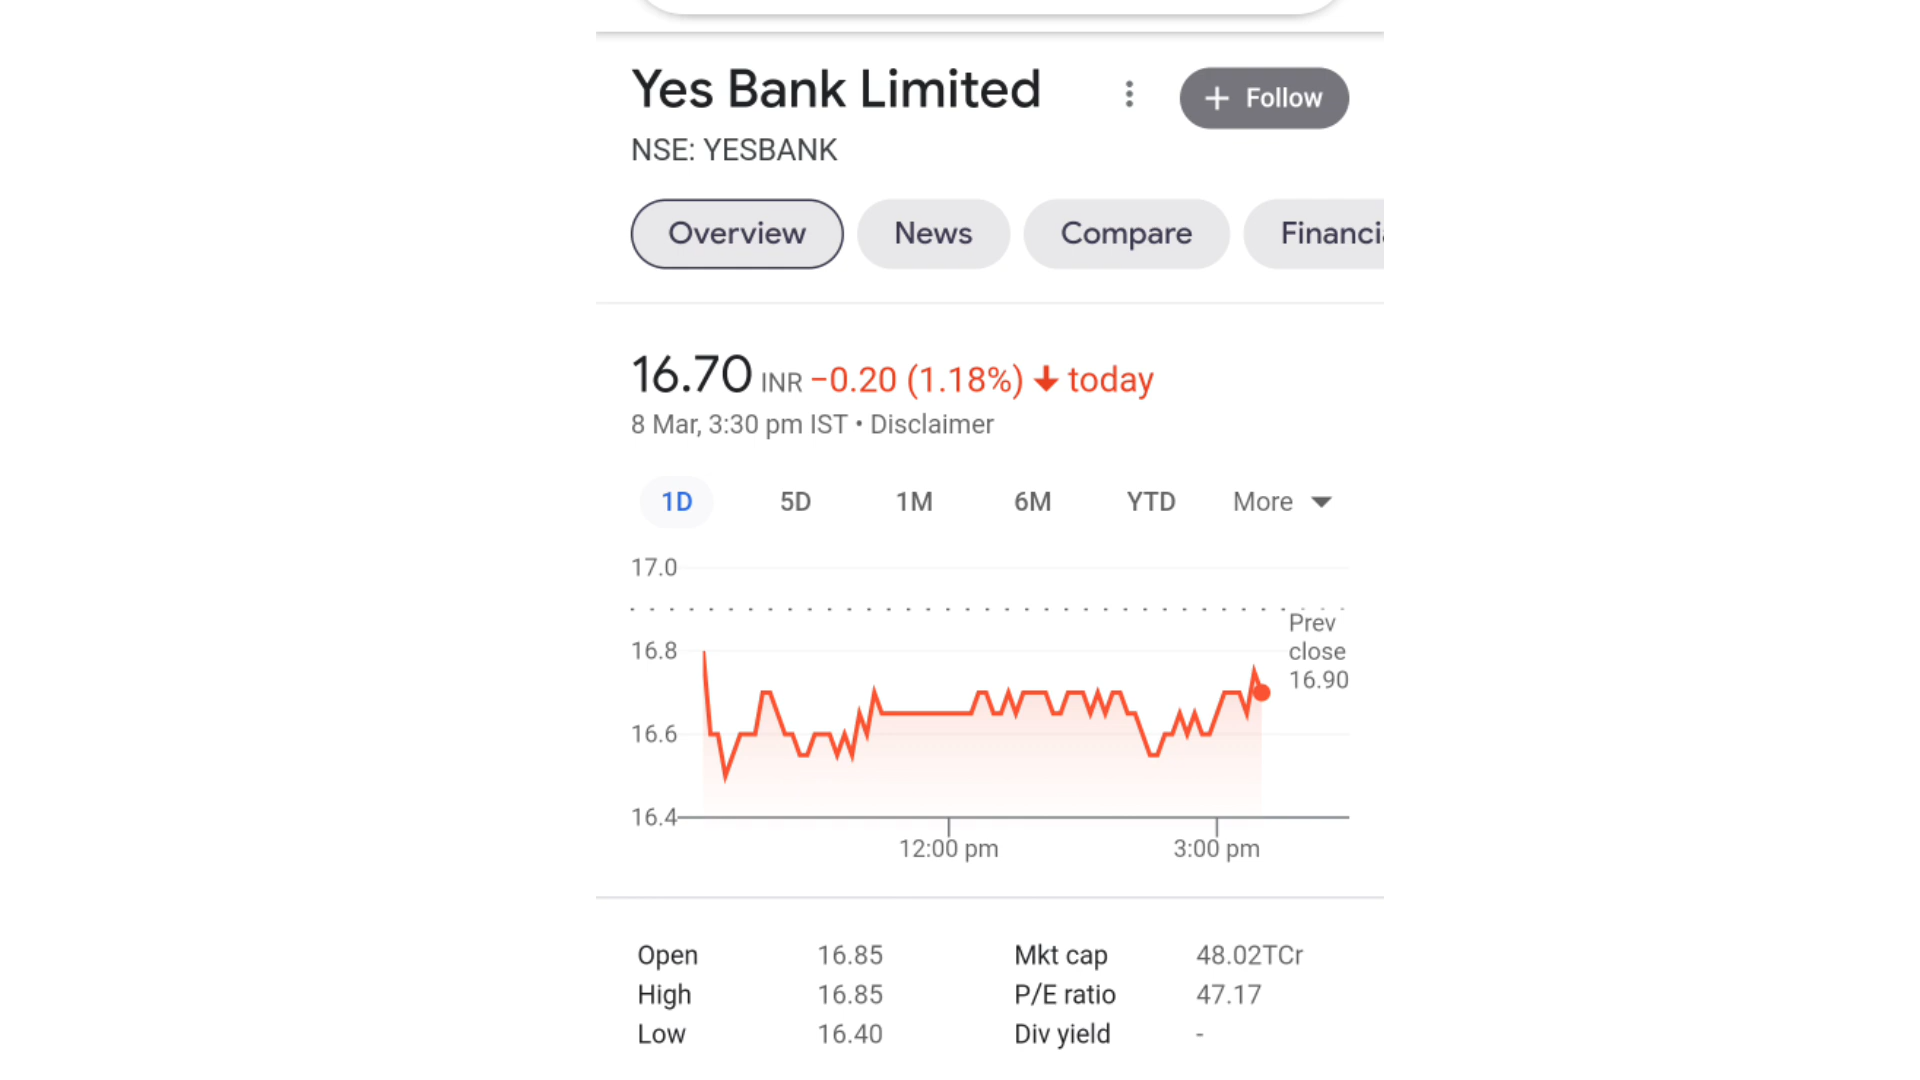 Yes Bank Limited
+ Follow
NSE: YESBANK
Overview News Compare Financi
16.70 INR −0.20 (1.18%) ↓ today
8 Mar, 3:30 pm IST • Disclaimer
1D 5D 1M 6M YTD More
17.0
16.8
16.6
16.4
Prev
close
16.90
12:00 pm 3:00 pm
Open 16.85 Mkt cap 48.02TCr
High 16.85 P/E ratio 47.17
Low 16.40 Div yield -